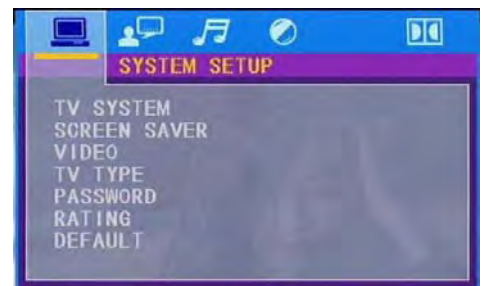 SYSTEM SETUP
TV SYSTEM
SCREEN SAVER
VIDEO
TV TYPE
PASSWORD
RATING
DEFAULT